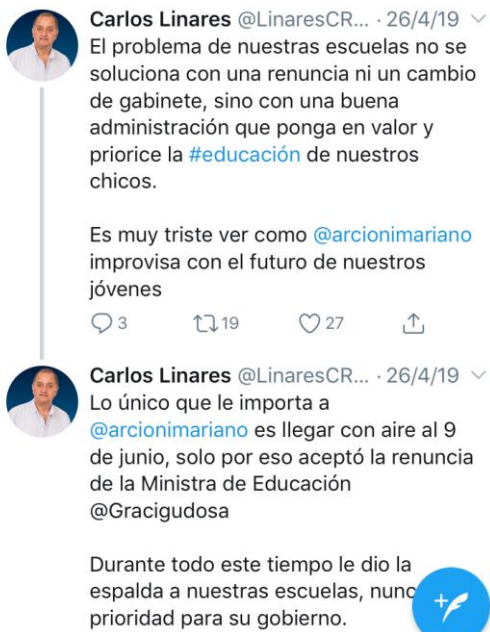 Carlos Linares @LinaresCR... · 26/4/19
El problema de nuestras escuelas no se
soluciona con una renuncia ni un cambio
de gabinete, sino con una buena
administración que ponga en valor y
priorice la #educación de nuestros
chicos.
Es muy triste ver como @arcionimariano
improvisa con el futuro de nuestros
jóvenes
3 19 27
Carlos Linares @LinaresCR... · 26/4/19
Lo único que le importa a
@arcionimariano es llegar con aire al 9
de junio, solo por eso aceptó la renuncia
de la Ministra de Educación
@Gracigudosa
Durante todo este tiempo le dio la
espalda a nuestras escuelas, nunc
prioridad para su gobierno.